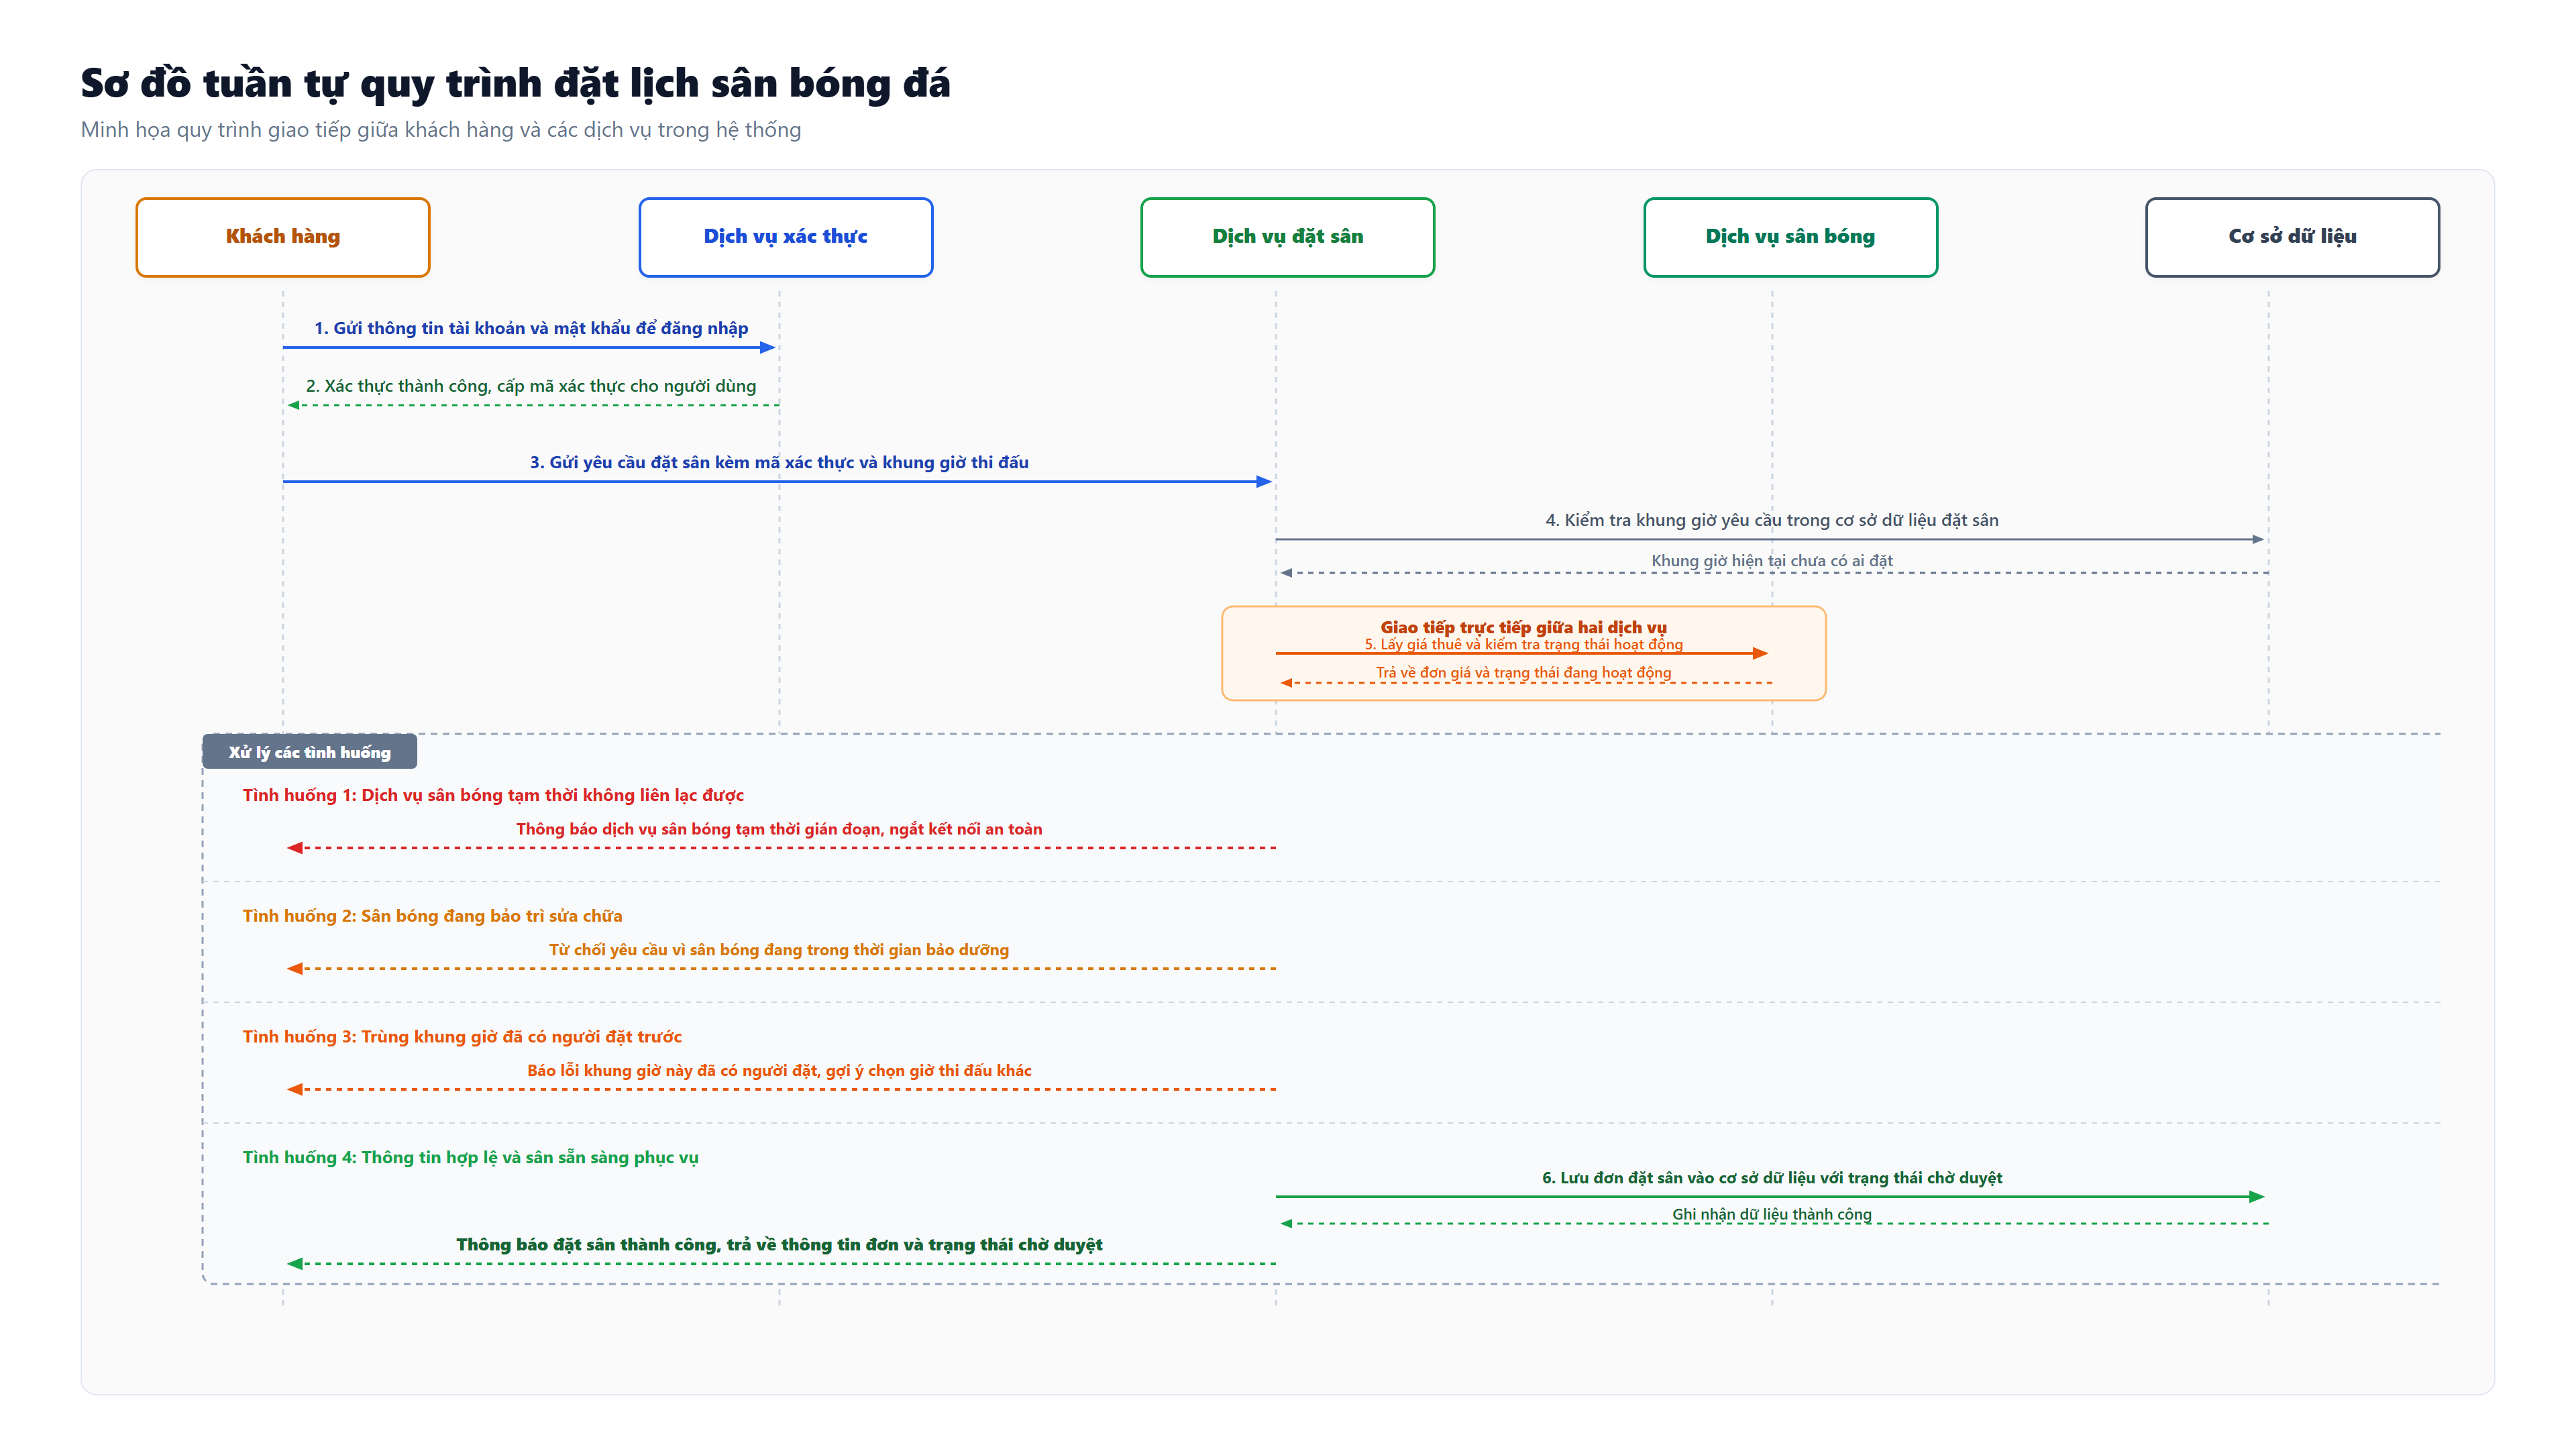 Sơ đồ tuần tự quy trình đặt lịch sân bóng đá
Minh họa quy trình giao tiếp giữa khách hàng và các dịch vụ trong hệ thống
Khách hàng
Dịch vụ xác thực
Dịch vụ đặt sân
Dịch vụ sân bóng
Cơ sở dữ liệu
1. Gửi thông tin tài khoản và mật khẩu để đăng nhập
2. Xác thực thành công, cấp mã xác thực cho người dùng
3. Gửi yêu cầu đặt sân kèm mã xác thực và khung giờ thi đấu
4. Kiểm tra khung giờ yêu cầu trong cơ sở dữ liệu đặt sân
Khung giờ hiện tại chưa có ai đặt
Giao tiếp trực tiếp giữa hai dịch vụ
5. Lấy giá thuê và kiểm tra trạng thái hoạt động
Trả về đơn giá và trạng thái đang hoạt động
Xử lý các tình huống
Tình huống 1: Dịch vụ sân bóng tạm thời không liên lạc được
Thông báo dịch vụ sân bóng tạm thời gián đoạn, ngắt kết nối an toàn
Tình huống 2: Sân bóng đang bảo trì sửa chữa
Từ chối yêu cầu vì sân bóng đang trong thời gian bảo dưỡng
Tình huống 3: Trùng khung giờ đã có người đặt trước
Báo lỗi khung giờ này đã có người đặt, gợi ý chọn giờ thi đấu khác
Tình huống 4: Thông tin hợp lệ và sân sẵn sàng phục vụ
6. Lưu đơn đặt sân vào cơ sở dữ liệu với trạng thái chờ duyệt
Ghi nhận dữ liệu thành công
Thông báo đặt sân thành công, trả về thông tin đơn và trạng thái chờ duyệt